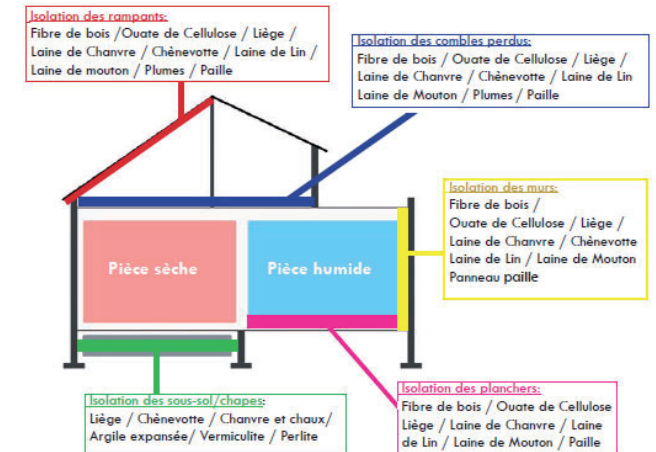 Isolation des rampants:
Fibre de bois /Ouate de Cellulose / Liège /
Laine de Chanvre / Chènevotte / Laine de Lin /
Laine de mouton / Plumes / Paille
Isolation des combles perdus:
Fibre de bois / Ouate de Cellulose / Liège /
Laine de Chanvre / Chènevotte / Laine de Lin
Laine de Mouton / Plumes / Paille
Isolation des murs:
Fibre de bois /
Ouate de Cellulose / Liège /
Laine de Chanvre / Chènevotte
Laine de Lin / Laine de Mouton
Panneau paille
Pièce sèche
Pièce humide
Isolation des sous-sol/chapes:
Liège / Chènevotte / Chanvre et chaux/
Argile expansée/ Vermiculite / Perlite
Isolation des planchers:
Fibre de bois / Ouate de Cellulose
Liège / Laine de Chanvre / Laine
de Lin / Laine de Mouton / Paille